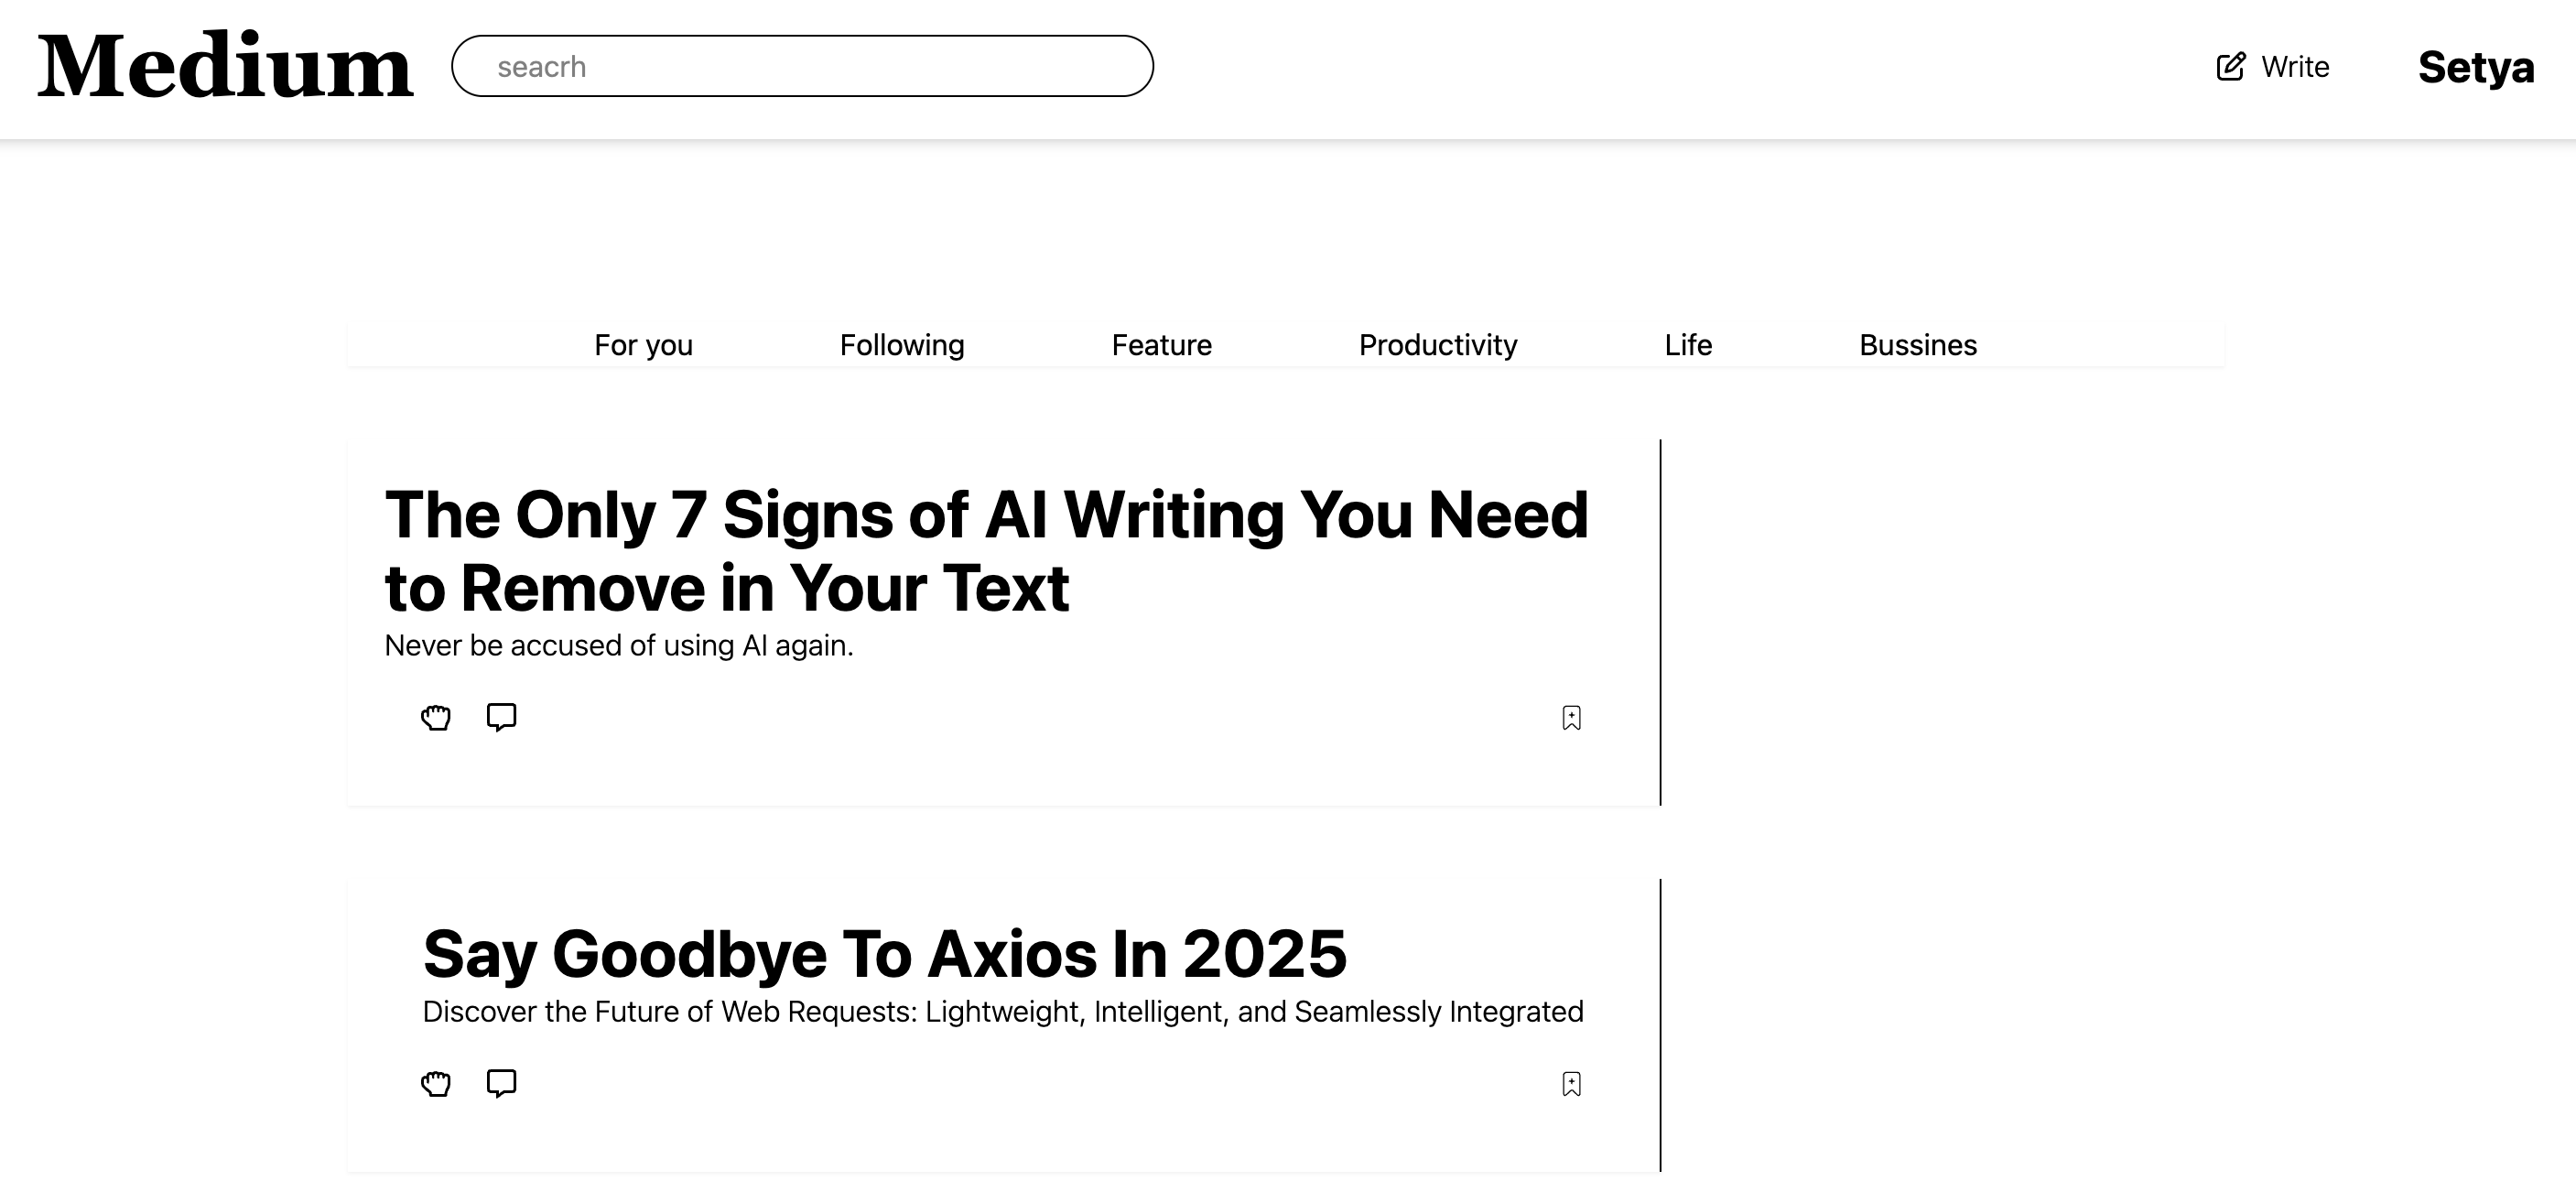 Medium
seacrh
Write
Setya
For you
Following
Feature
Productivity
Life
Bussines
The Only 7 Signs of AI Writing You Need
to Remove in Your Text
Never be accused of using AI again.
Say Goodbye To Axios In 2025
Discover the Future of Web Requests: Lightweight, Intelligent, and Seamlessly Integrated